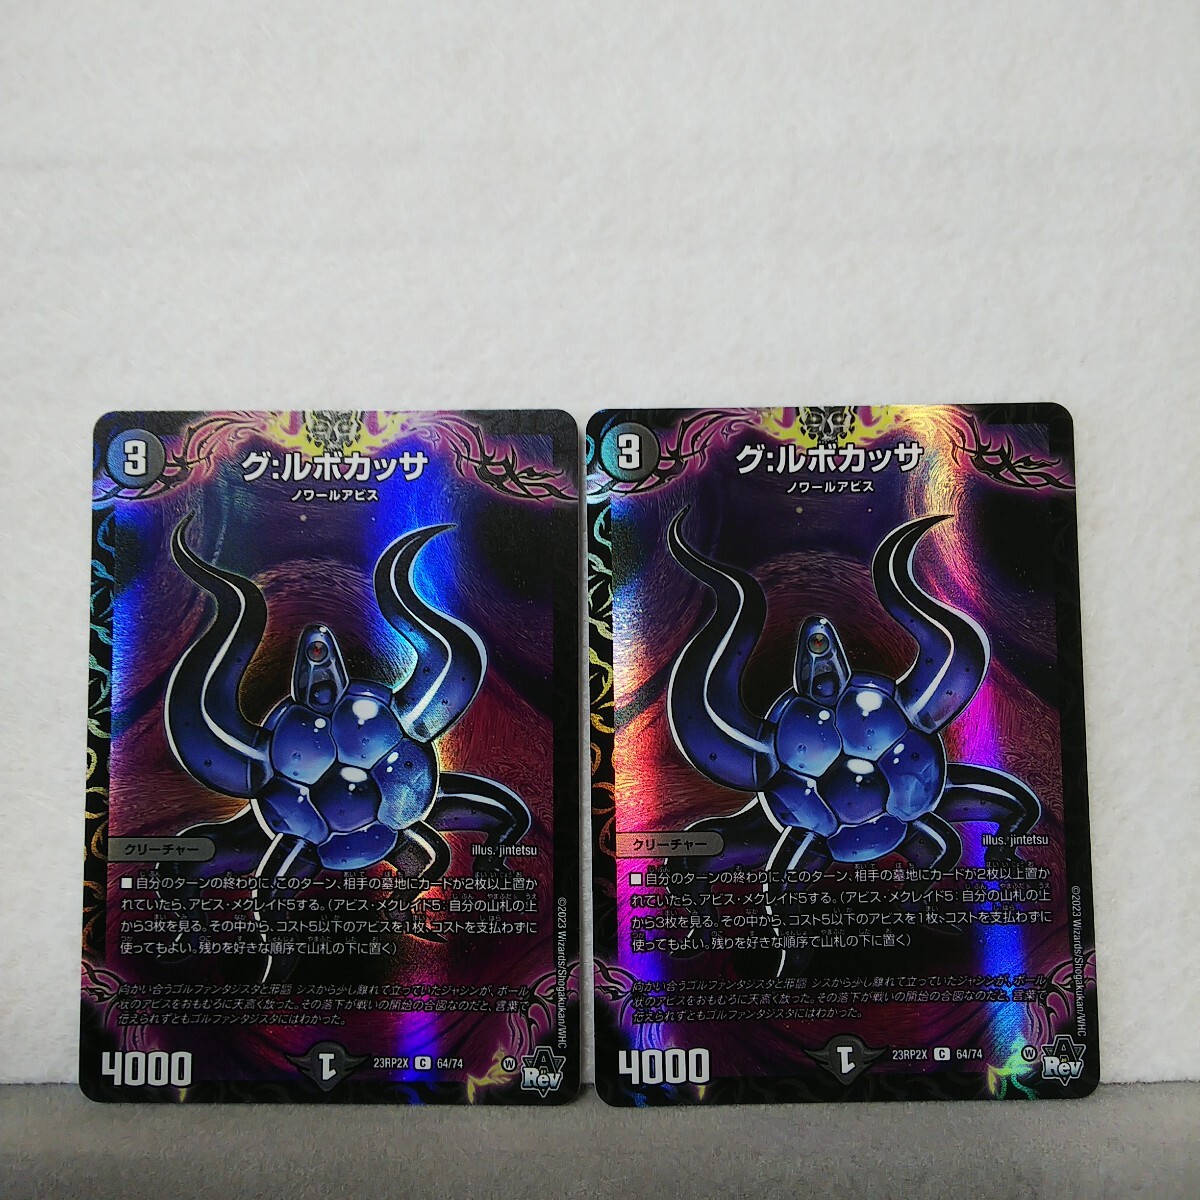 3
グ:ルボカッサ
ノワールアビス
クリーチャー
illus. jintetsu
■自分のターンの終わりに、このターン、相手の墓地にカードが2枚以上置か
れていたら、アビス・メクレイド5する。(アビス・メクレイド5：自分の山札の上
から3枚を見る。その中から、コスト5以下のアビスを1枚、コストを支払わずに
使ってもよい。残りを好きな順序で山札の下に置く)
向かい合うゴルファンタジスタと邪 シスから少し離れて立っていたジャシンが、ボール
状のアビスをおもむろに天高く放った。その落下が戦いの開始の合図なのだと、言葉で
伝えられずともゴルファンタジスタにはわかった。
4000
1
23RP2X C 64/74
W
Rev
©2023 Wizards/Shogakukan/WHC
3
グ:ルボカッサ
ノワールアビス
クリーチャー
illus. jintetsu
■自分のターンの終わりに、このターン、相手の墓地にカードが2枚以上置か
れていたら、アビス・メクレイド5する。(アビス・メクレイド5：自分の山札の上
から3枚を見る。その中から、コスト5以下のアビスを1枚、コストを支払わずに
使ってもよい。残りを好きな順序で山札の下に置く)
向かい合うゴルファンタジスタと邪 シスから少し離れて立っていたジャシンが、ボール
状のアビスをおもむろに天高く放った。その落下が戦いの開始の合図なのだと、言葉で
伝えられずともゴルファンタジスタにはわかった。
4000
1
23RP2X C 64/74
W
Rev
©2023 Wizards/Shogakukan/WHC